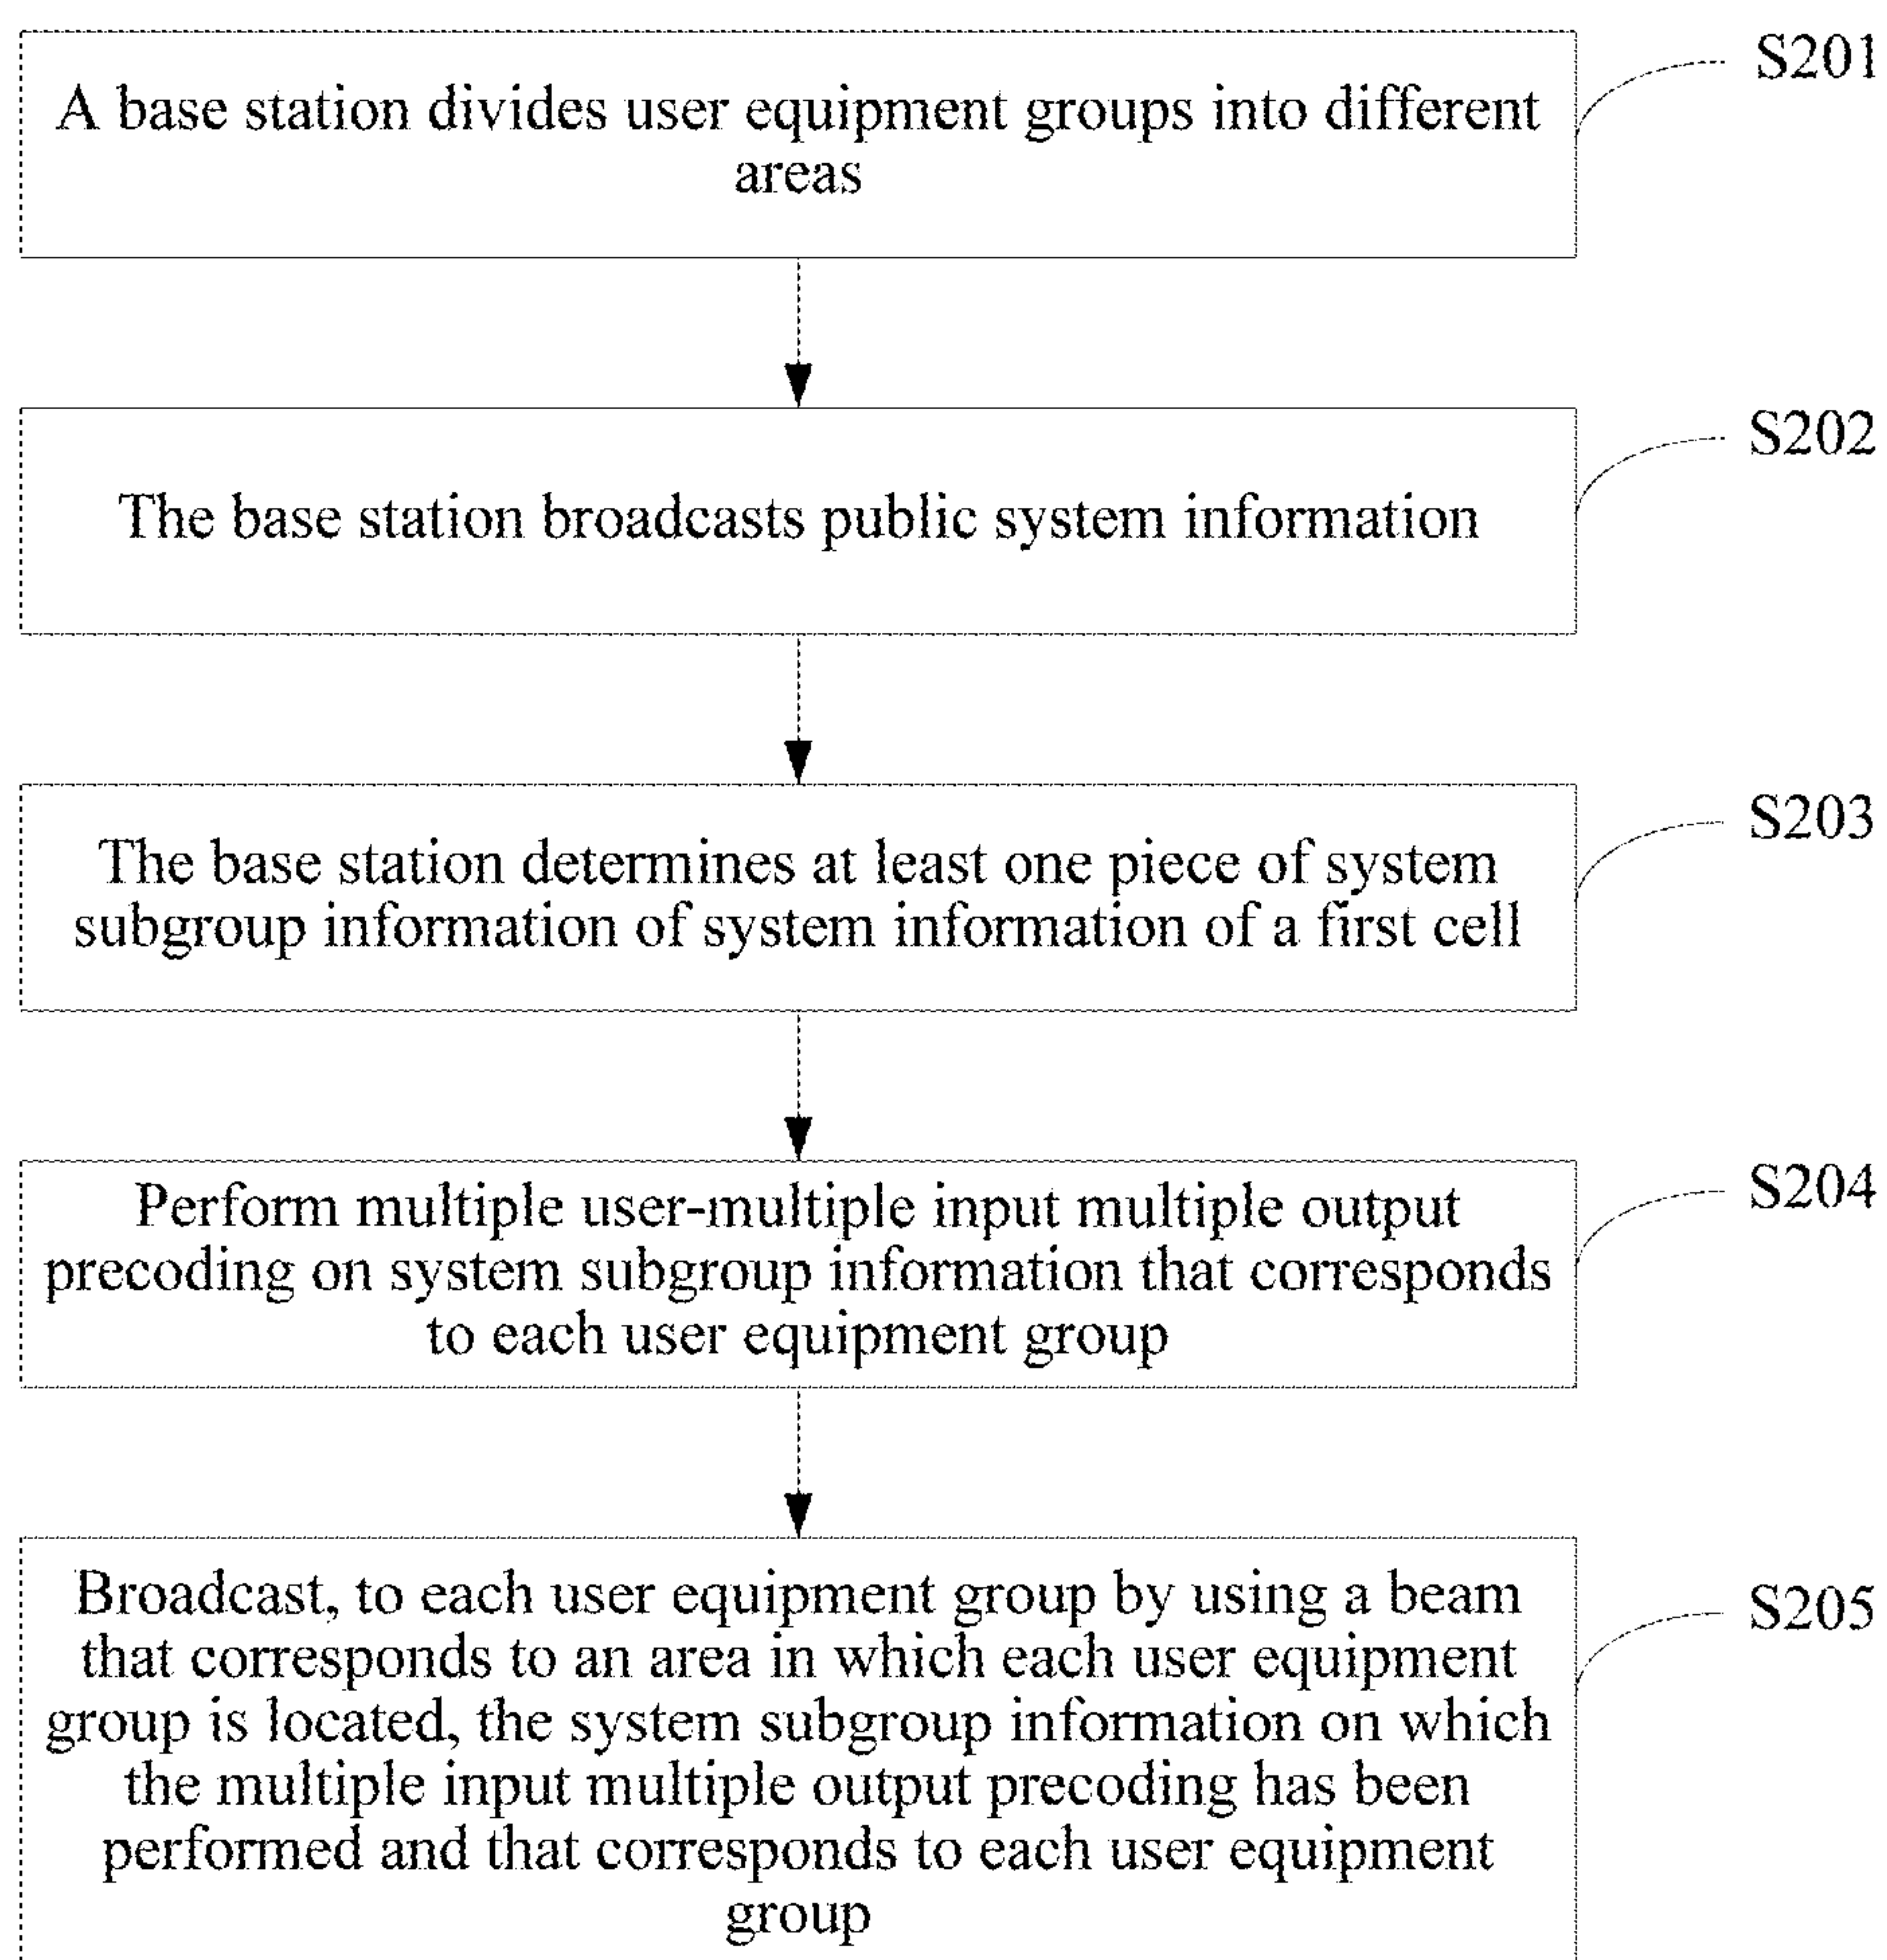 A base station divides user equipment groups into different
areas
S201
The base station broadcasts public system information
S202
The base station determines at least one piece of system
subgroup information of system information of a first cell
S203
Perform multiple user-multiple input multiple output
precoding on system subgroup information that corresponds
to each user equipment group
S204
Broadcast, to each user equipment group by using a beam
that corresponds to an area in which each user equipment
group is located, the system subgroup information on which
the multiple input multiple output precoding has been
performed and that corresponds to each user equipment
group
S205